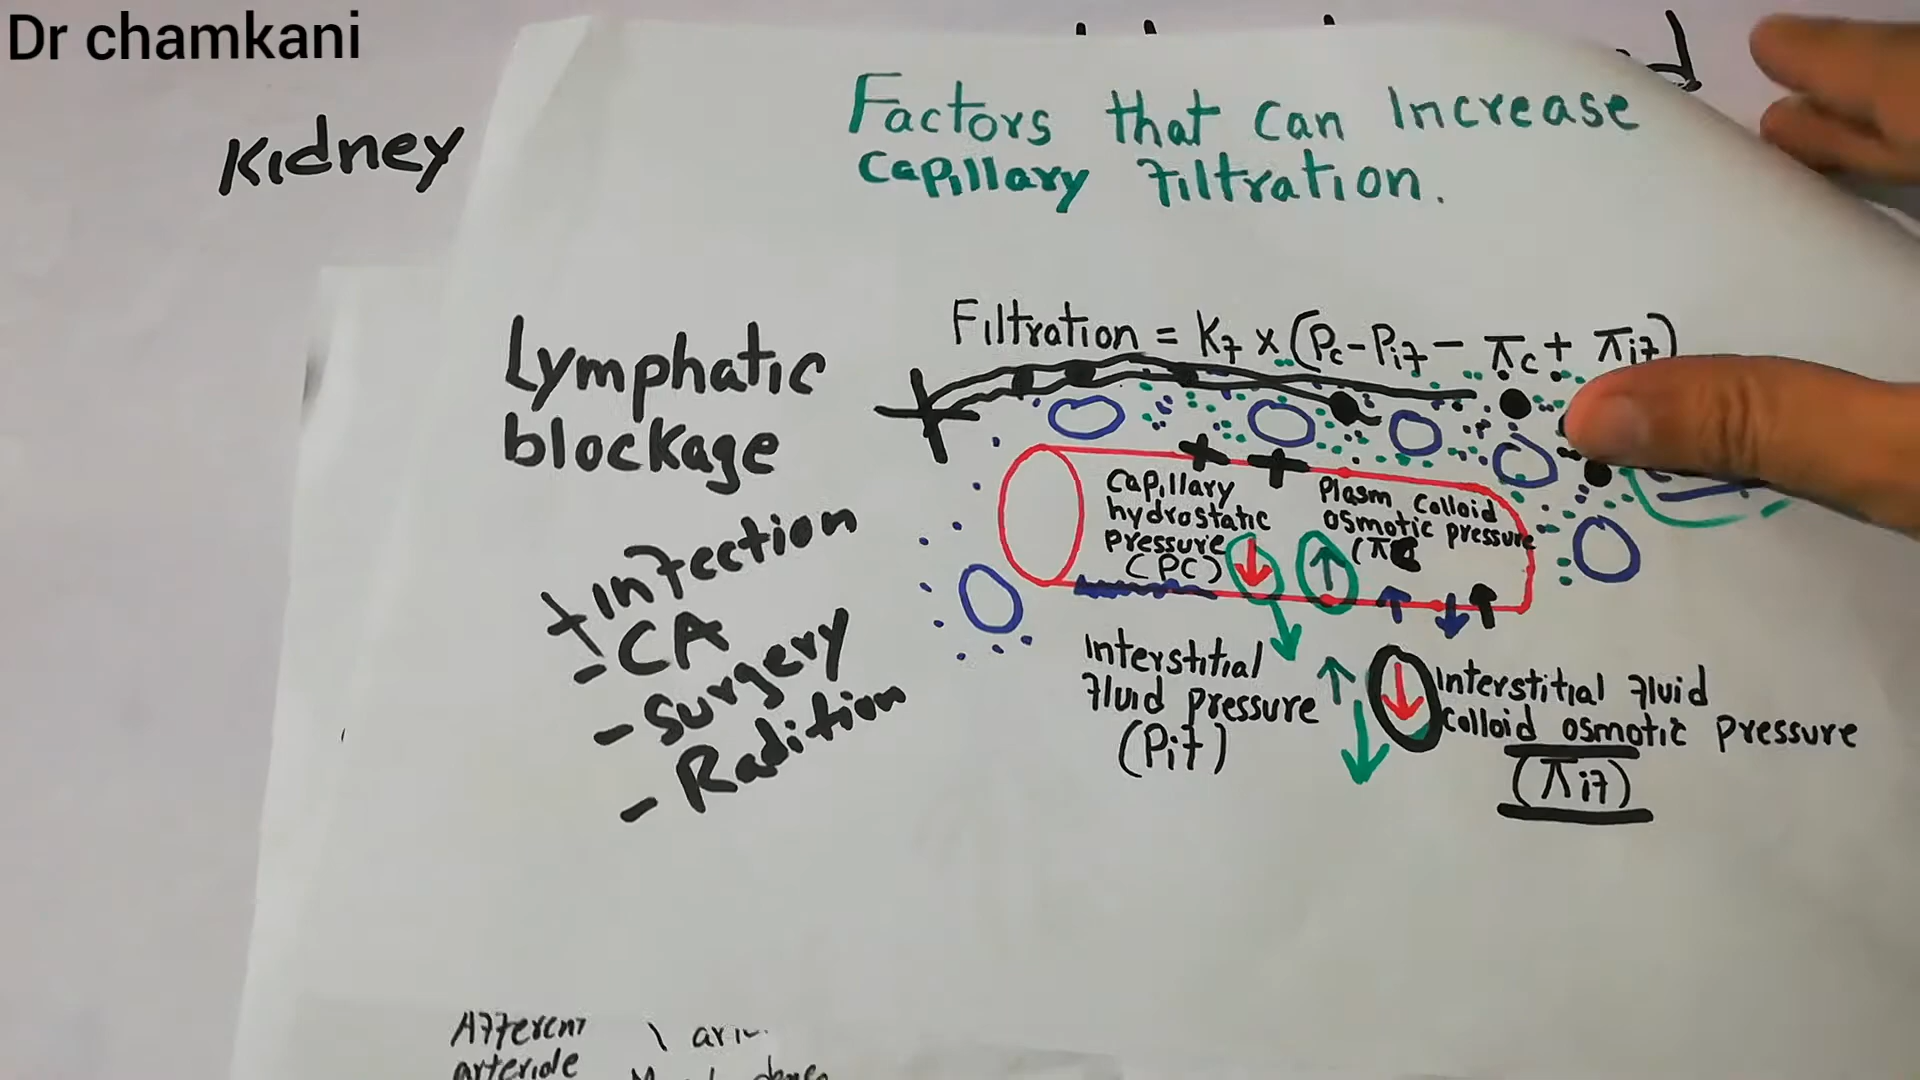 Dr chamkani
Kidney
Factors that can Increase
Capillary Filtration.
Filtration = Kf x (Pc-Pif - πc + πif)
Lymphatic
blockage
Capillary
hydrostatic
pressure
(PC)
Plasm Colloid
osmotic pressure
Infection
- CA
- Surgery
- Radition
Interstitial
fluid pressure
(Pif)
Interstitial fluid
Colloid osmotic pressure
(πif)
Afferent
arteriole